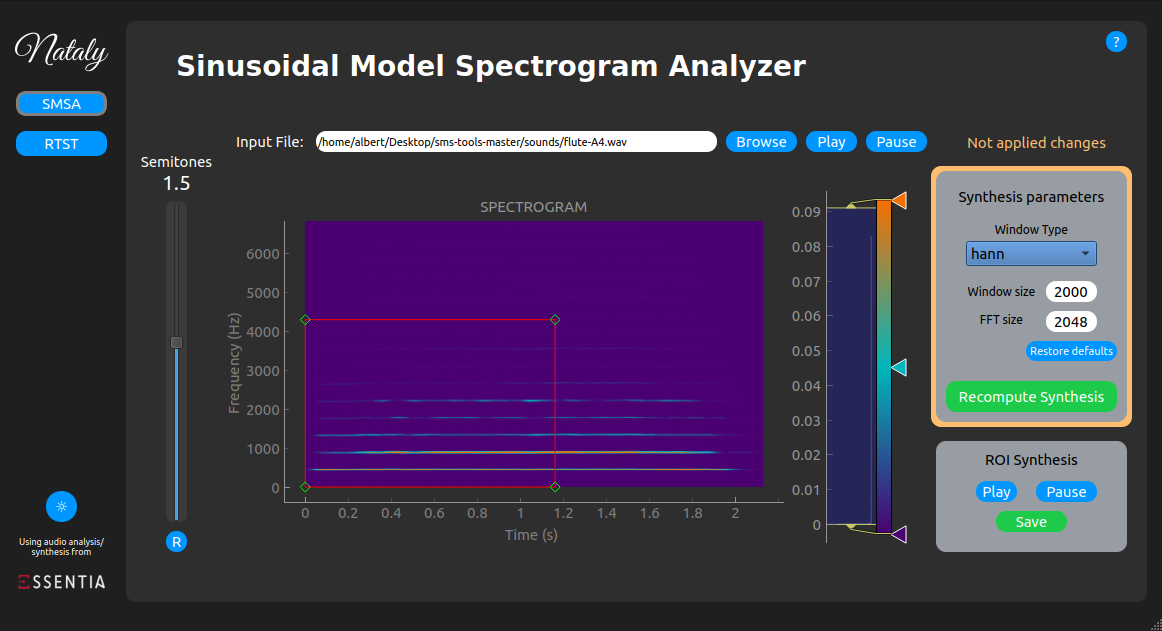 Nataly
SMSA
RTST
Using audio analysis/
synthesis from
ESSENTIA
Sinusoidal Model Spectrogram Analyzer
?
Input File:
/home/albert/Desktop/sms-tools-master/sounds/flute-A4.wav
Browse
Play
Pause
Semitones
1.5
R
SPECTROGRAM
Frequency (Hz)
6000
5000
4000
3000
2000
1000
0
0 0.2 0.4 0.6 0.8 1 1.2 1.4 1.6 1.8 2
Time (s)
0.09
0.08
0.07
0.06
0.05
0.04
0.03
0.02
0.01
0
Not applied changes
Synthesis parameters
Window Type
hann
Window size 2000
FFT size 2048
Restore defaults
Recompute Synthesis
ROI Synthesis
Play Pause
Save